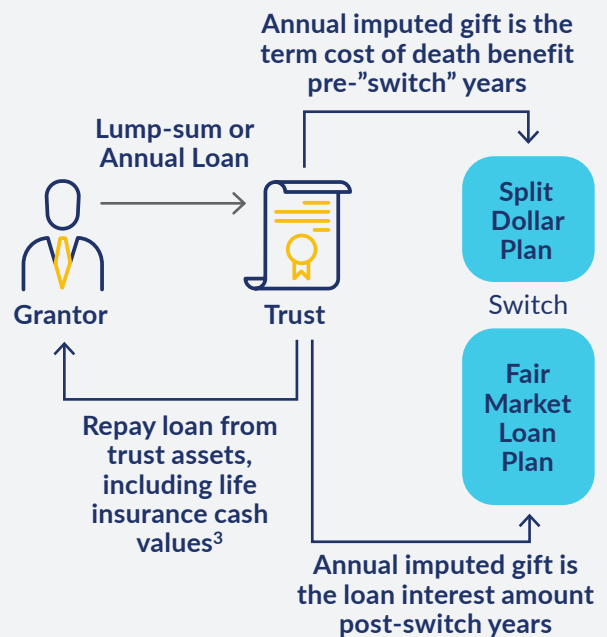 Annual imputed gift is the
term cost of death benefit
pre-”switch” years
Lump-sum or
Annual Loan
Grantor
Trust
Split
Dollar
Plan
Switch
Fair
Market
Loan
Plan
Repay loan from
trust assets,
including life
insurance cash
values³
Annual imputed gift is
the loan interest amount
post-switch years